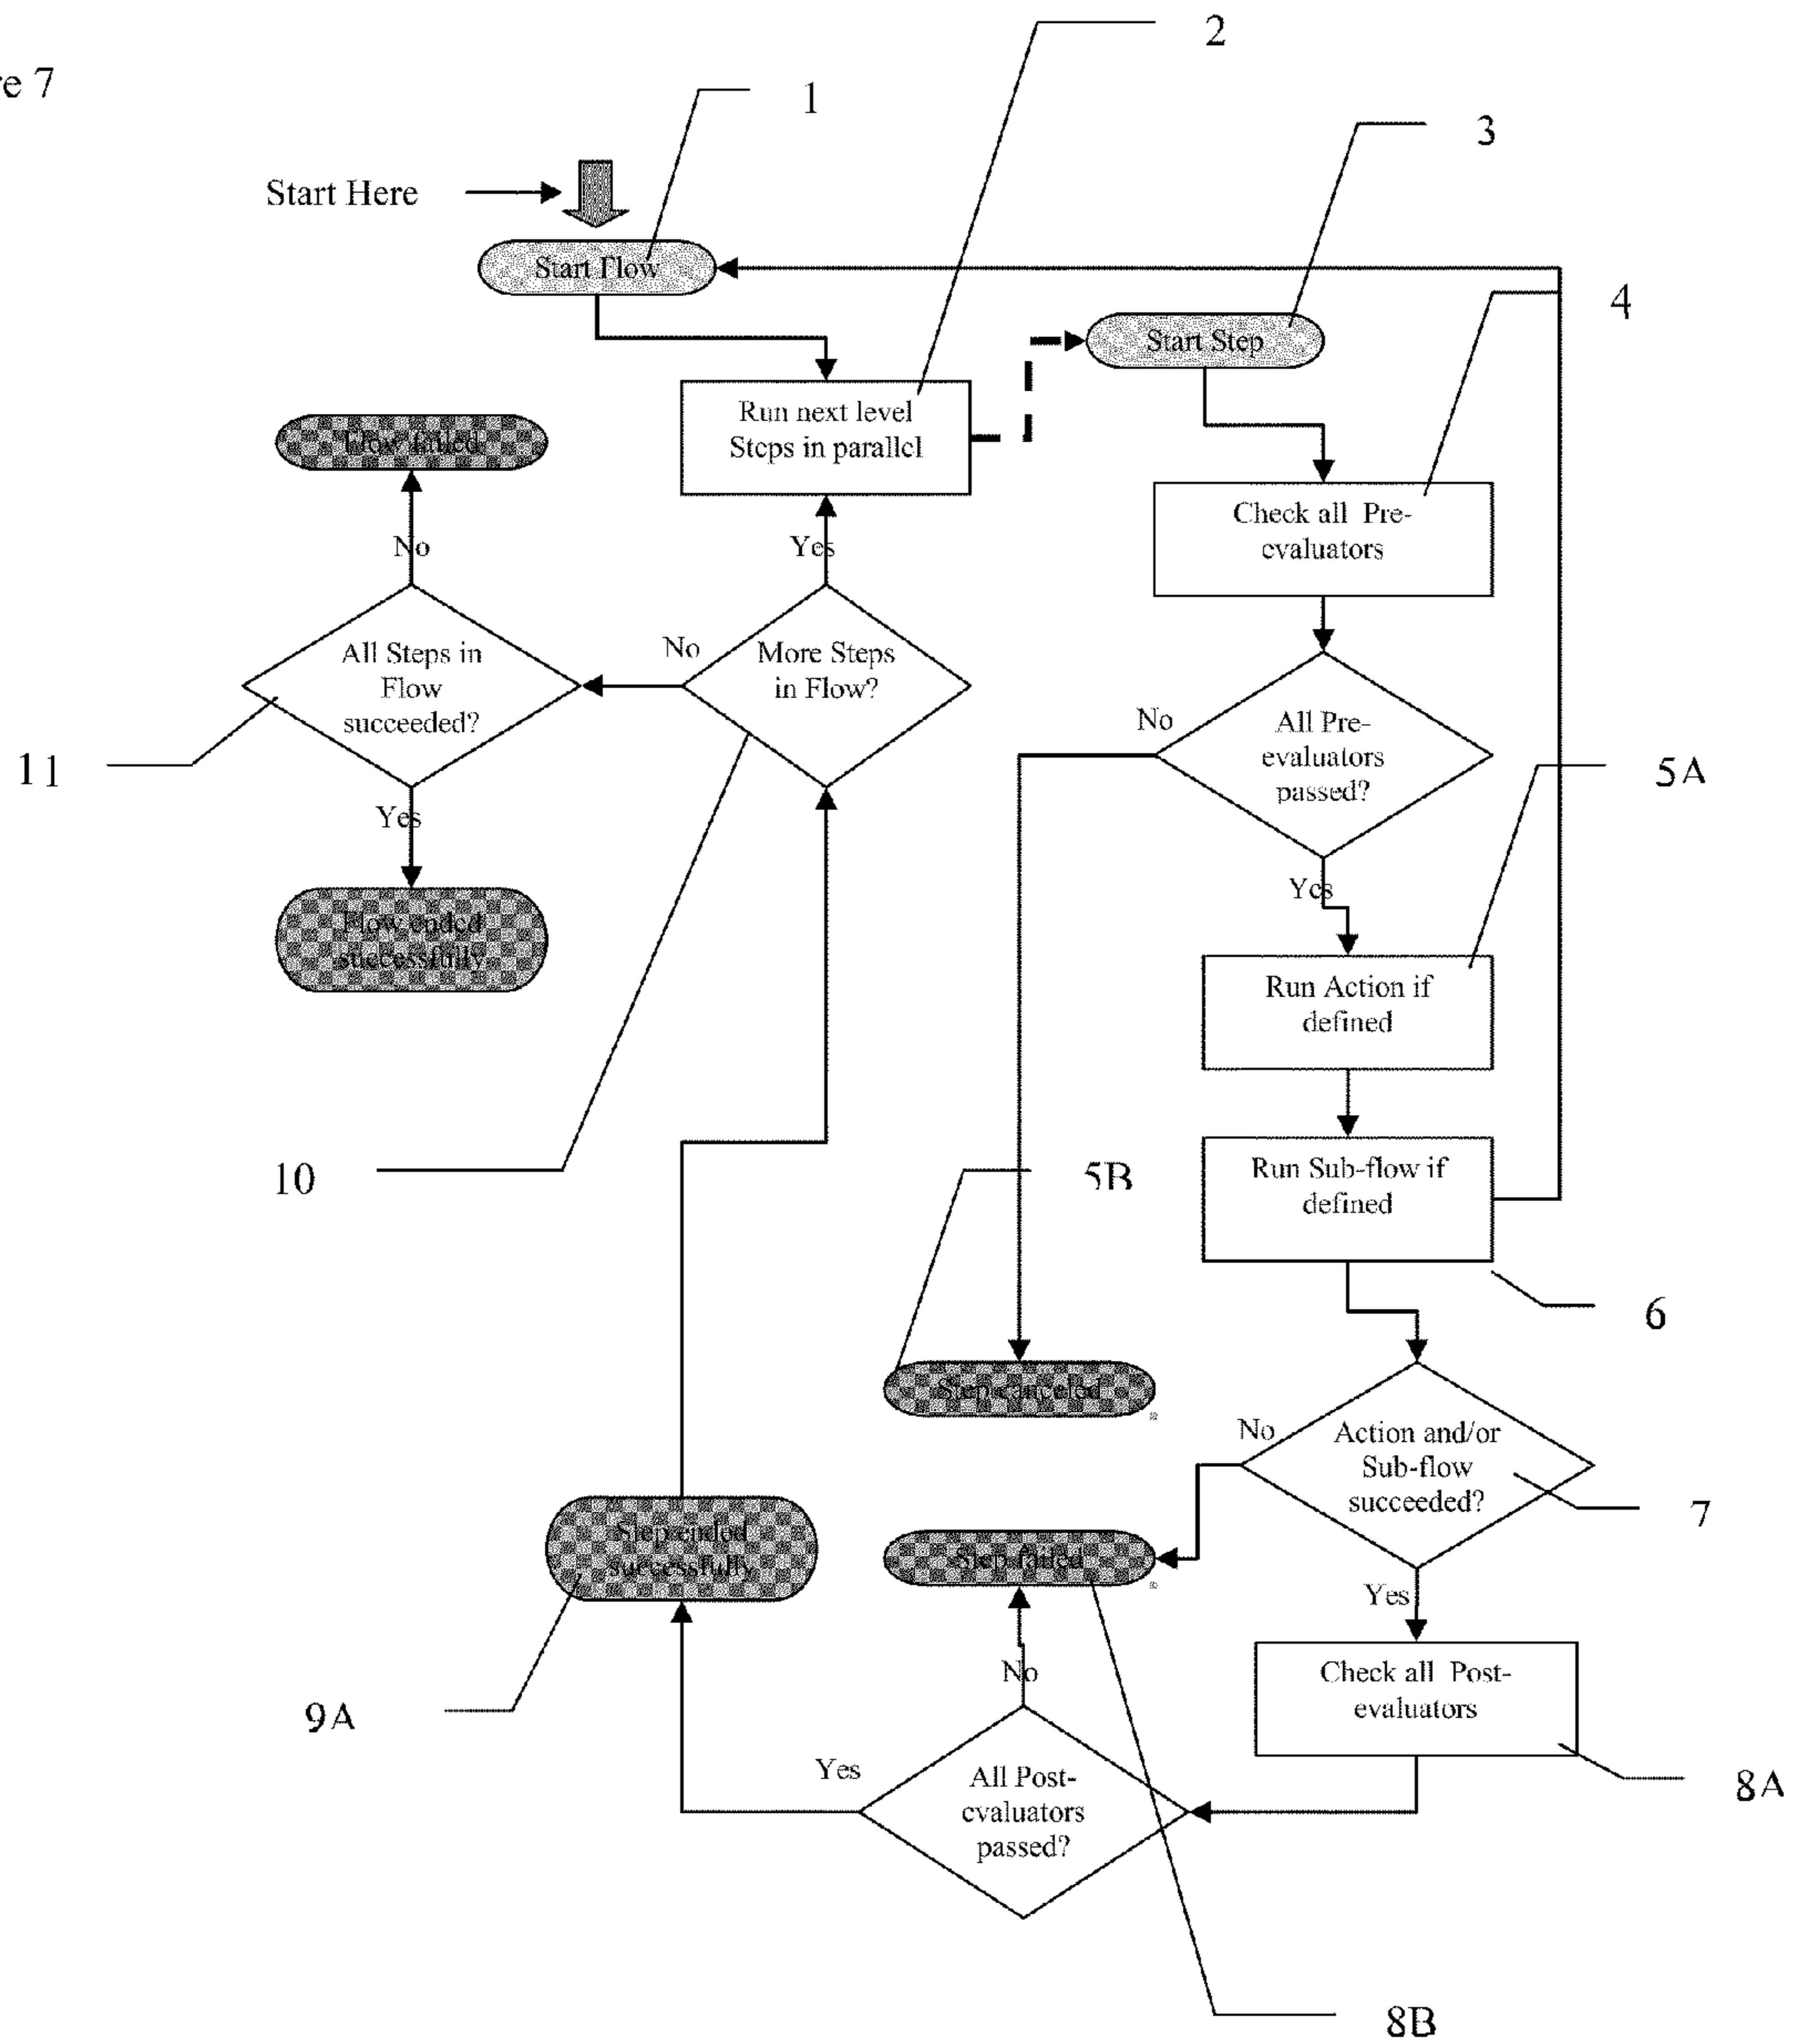 re 7
1
2
3
Start Here
Start Flow
4
Start Step
Run next level
Steps in parallel
Flow failed
Check all Pre-
evaluators
No
Yes
All Steps in
Flow
succeeded?
No
More Steps
in Flow?
No
All Pre-
evaluators
passed?
11
5A
Yes
Yes
Flow ended
successfully
Run Action if
defined
10
5B
Run Sub-flow if
defined
6
Step canceled
No
Action and/or
Sub-flow
succeeded?
7
Step ended
successfully
Step failed
Yes
No
Check all Post-
evaluators
9A
Yes
All Post-
evaluators
passed?
8A
8B